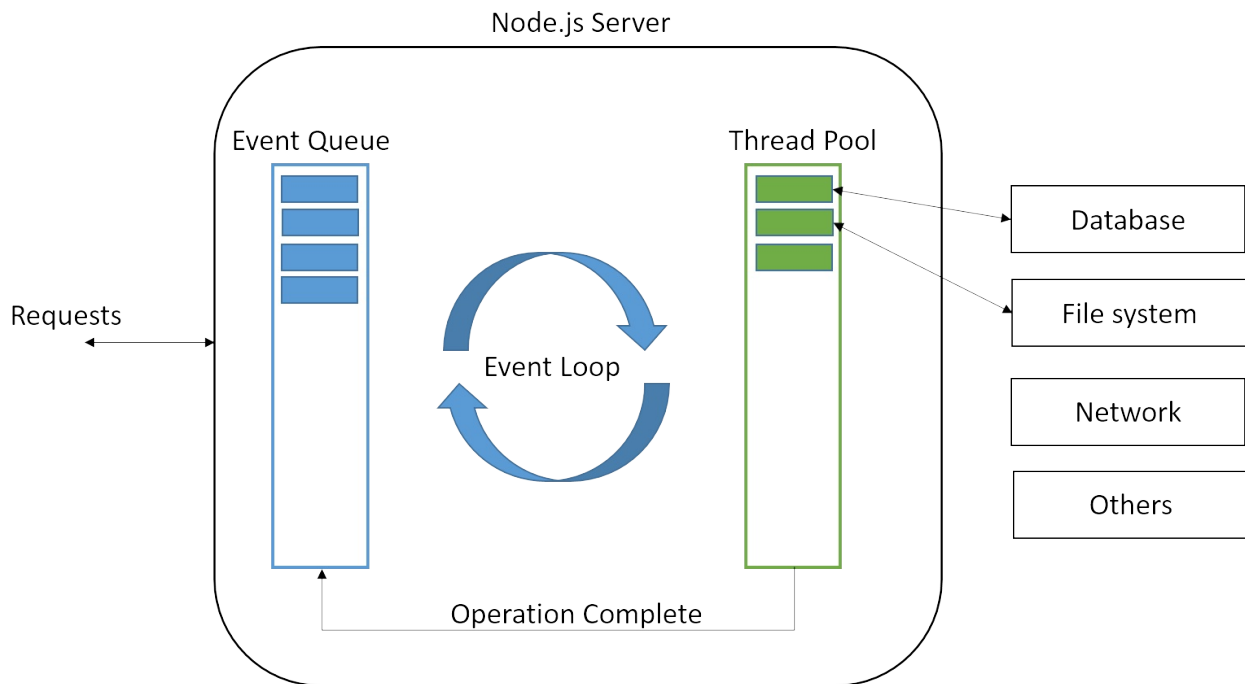 Node.js Server
Event Queue
Thread Pool
Database
File system
Requests
Event Loop
Network
Others
Operation Complete